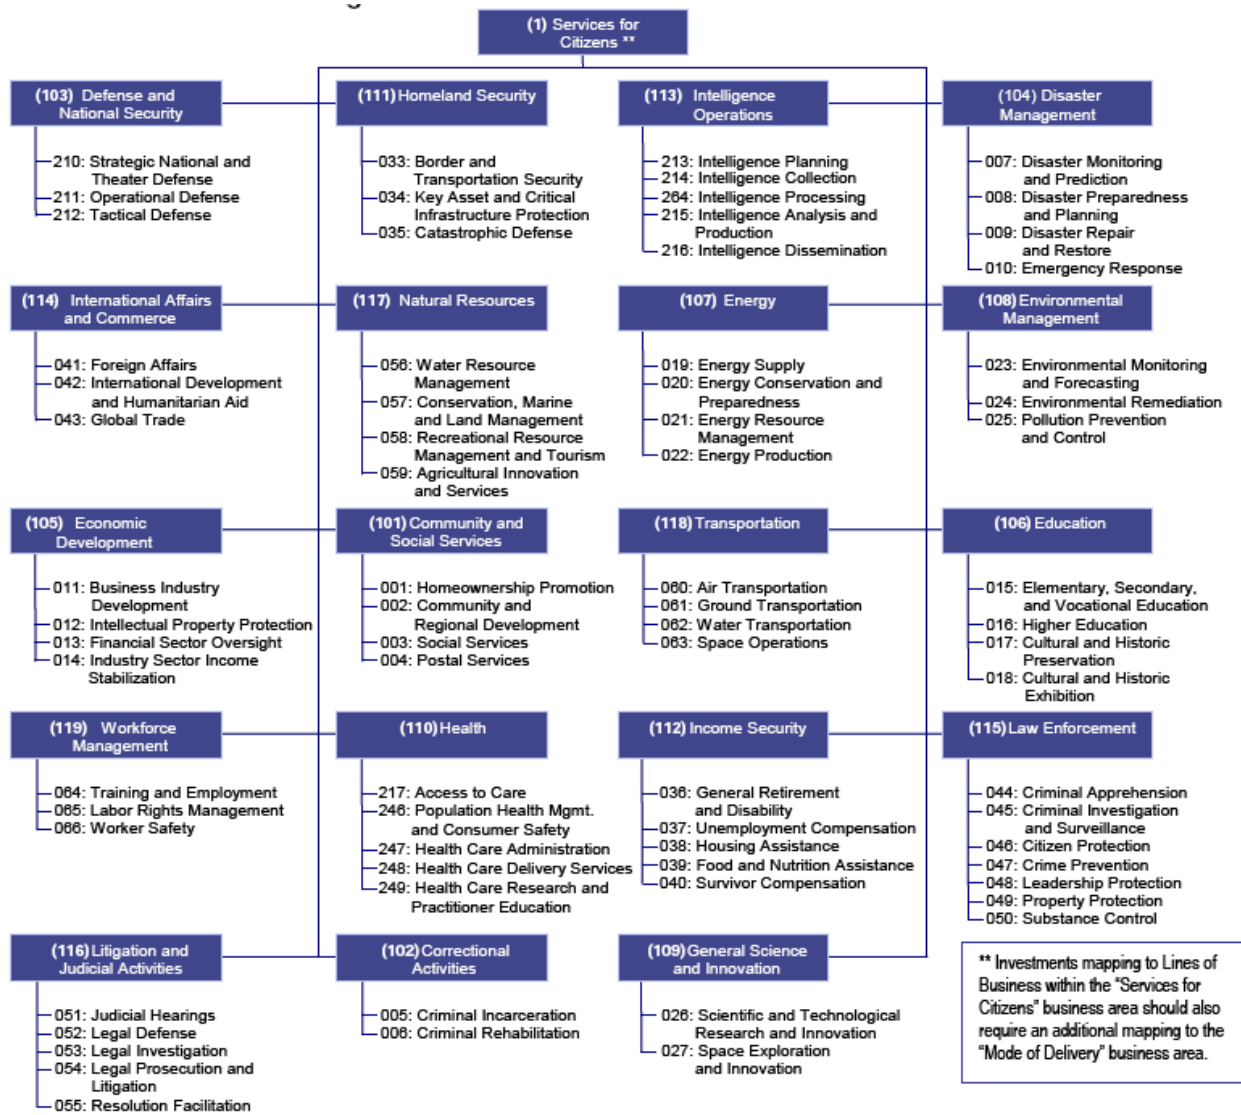 (1) Services for
Citizens **
(103) Defense and
National Security
210: Strategic National and
Theater Defense
211: Operational Defense
212: Tactical Defense
(111) Homeland Security
033: Border and
Transportation Security
034: Key Asset and Critical
Infrastructure Protection
035: Catastrophic Defense
(113) Intelligence
Operations
213: Intelligence Planning
214: Intelligence Collection
264: Intelligence Processing
215: Intelligence Analysis and
Production
216: Intelligence Dissemination
(104) Disaster
Management
007: Disaster Monitoring
and Prediction
008: Disaster Preparedness
and Planning
009: Disaster Repair
and Restore
010: Emergency Response
(114) International Affairs
and Commerce
041: Foreign Affairs
042: International Development
and Humanitarian Aid
043: Global Trade
(117) Natural Resources
056: Water Resource
Management
057: Conservation, Marine
and Land Management
058: Recreational Resource
Management and Tourism
059: Agricultural Innovation
and Services
(107) Energy
019: Energy Supply
020: Energy Conservation and
Preparedness
021: Energy Resource
Management
022: Energy Production
(108) Environmental
Management
023: Environmental Monitoring
and Forecasting
024: Environmental Remediation
025: Pollution Prevention
and Control
(105) Economic
Development
011: Business Industry
Development
012: Intellectual Property Protection
013: Financial Sector Oversight
014: Industry Sector Income
Stabilization
(101) Community and
Social Services
001: Homeownership Promotion
002: Community and
Regional Development
003: Social Services
004: Postal Services
(118) Transportation
060: Air Transportation
061: Ground Transportation
062: Water Transportation
063: Space Operations
(106) Education
015: Elementary, Secondary,
and Vocational Education
016: Higher Education
017: Cultural and Historic
Preservation
018: Cultural and Historic
Exhibition
(119) Workforce
Management
064: Training and Employment
065: Labor Rights Management
066: Worker Safety
(110) Health
217: Access to Care
246: Population Health Mgmt.
and Consumer Safety
247: Health Care Administration
248: Health Care Delivery Services
249: Health Care Research and
Practitioner Education
(112) Income Security
036: General Retirement
and Disability
037: Unemployment Compensation
038: Housing Assistance
039: Food and Nutrition Assistance
040: Survivor Compensation
(115) Law Enforcement
044: Criminal Apprehension
045: Criminal Investigation
and Surveillance
046: Citizen Protection
047: Crime Prevention
048: Leadership Protection
049: Property Protection
050: Substance Control
(116) Litigation and
Judicial Activities
051: Judicial Hearings
052: Legal Defense
053: Legal Investigation
054: Legal Prosecution and
Litigation
055: Resolution Facilitation
(102) Correctional
Activities
005: Criminal Incarceration
006: Criminal Rehabilitation
(109) General Science
and Innovation
026: Scientific and Technological
Research and Innovation
027: Space Exploration
and Innovation
** Investments mapping to Lines of
Business within the "Services for
Citizens" business area should also
require an additional mapping to the
"Mode of Delivery" business area.